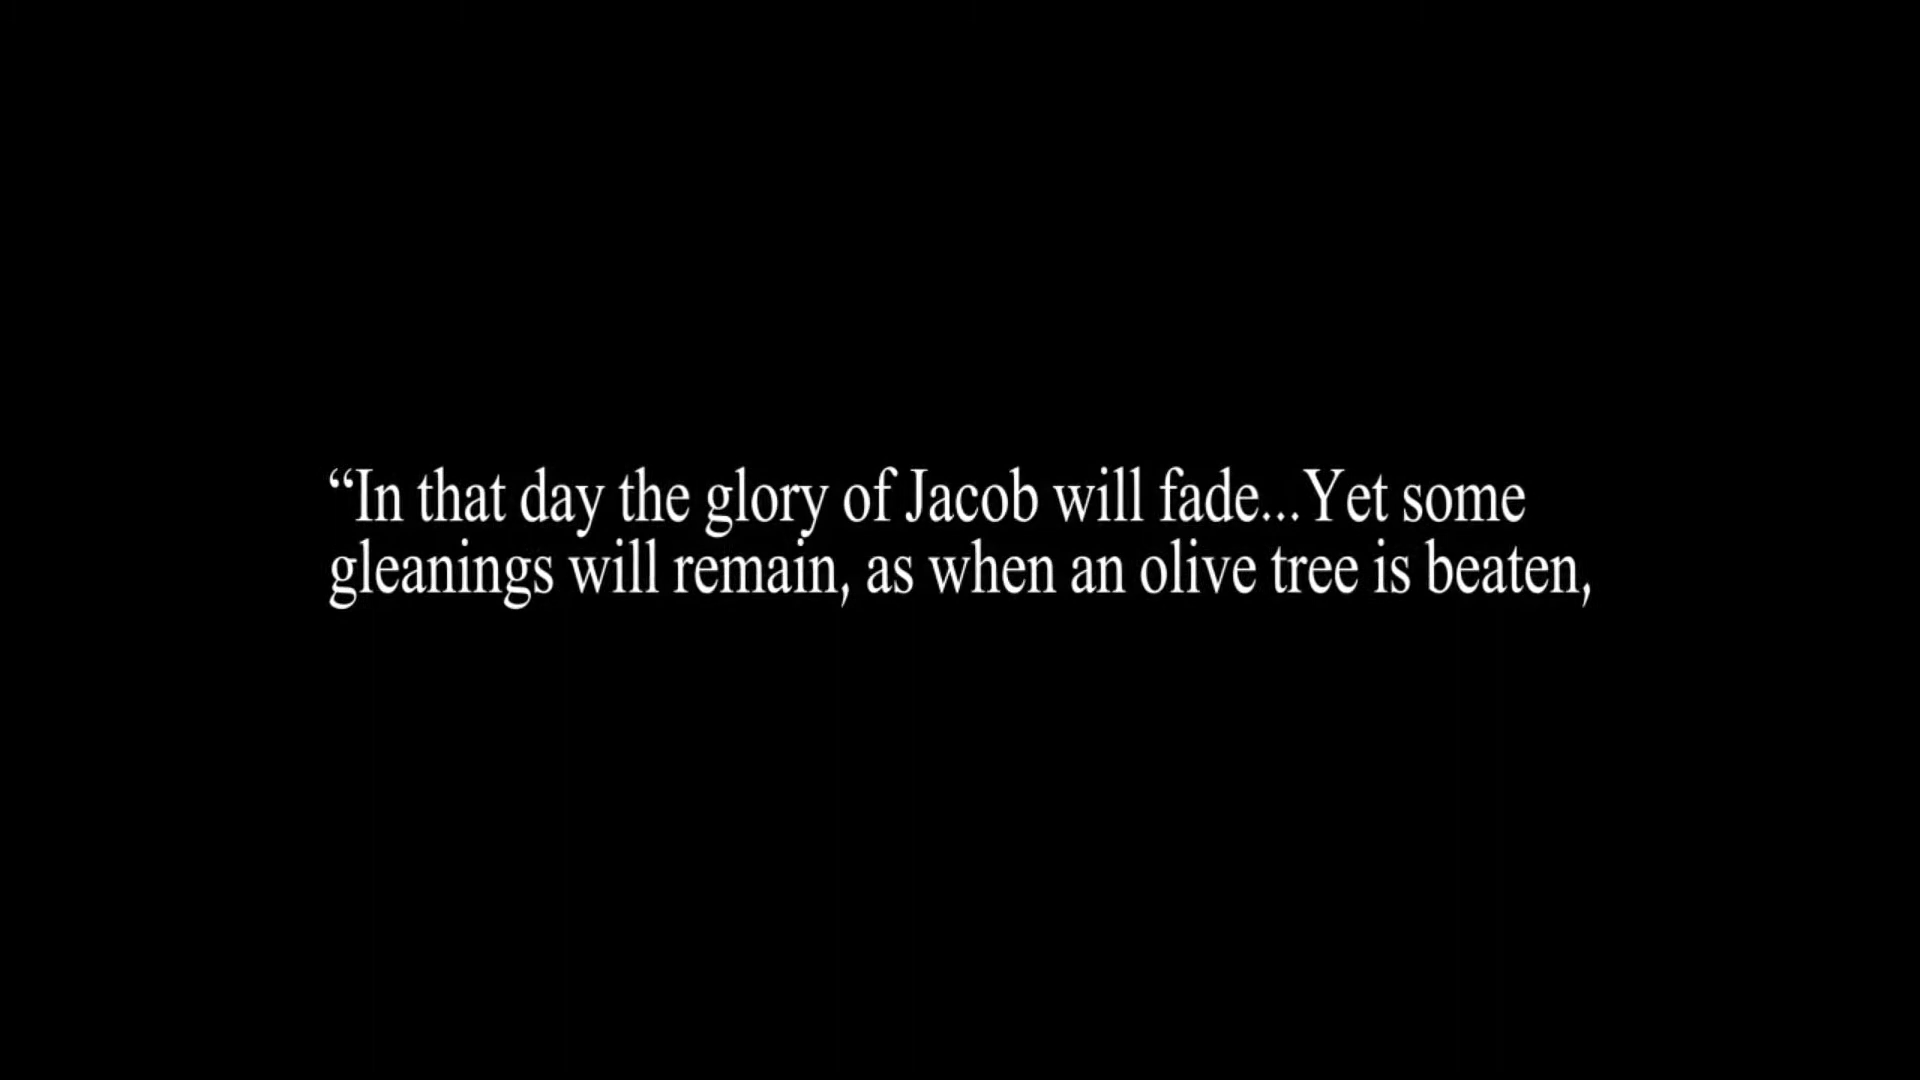 “In that day the glory of Jacob will fade...Yet some
gleanings will remain, as when an olive tree is beaten,